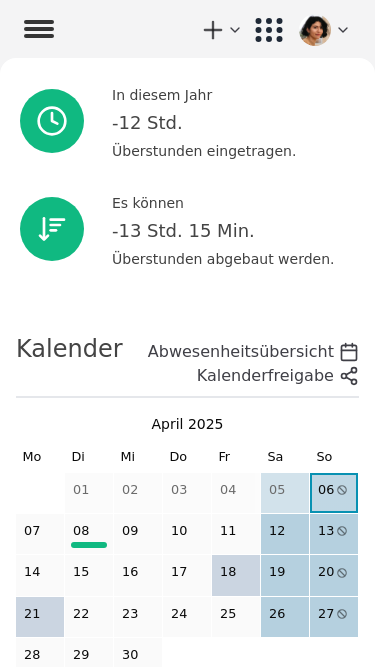 In diesem Jahr
-12 Std.
Überstunden eingetragen.
Es können
-13 Std. 15 Min.
Überstunden abgebaut werden.
Kalender
Abwesenheitsübersicht
Kalenderfreigabe
April 2025
Mo Di Mi Do Fr Sa So
01 02 03 04 05 06
07 08 09 10 11 12 13
14 15 16 17 18 19 20
21 22 23 24 25 26 27
28 29 30